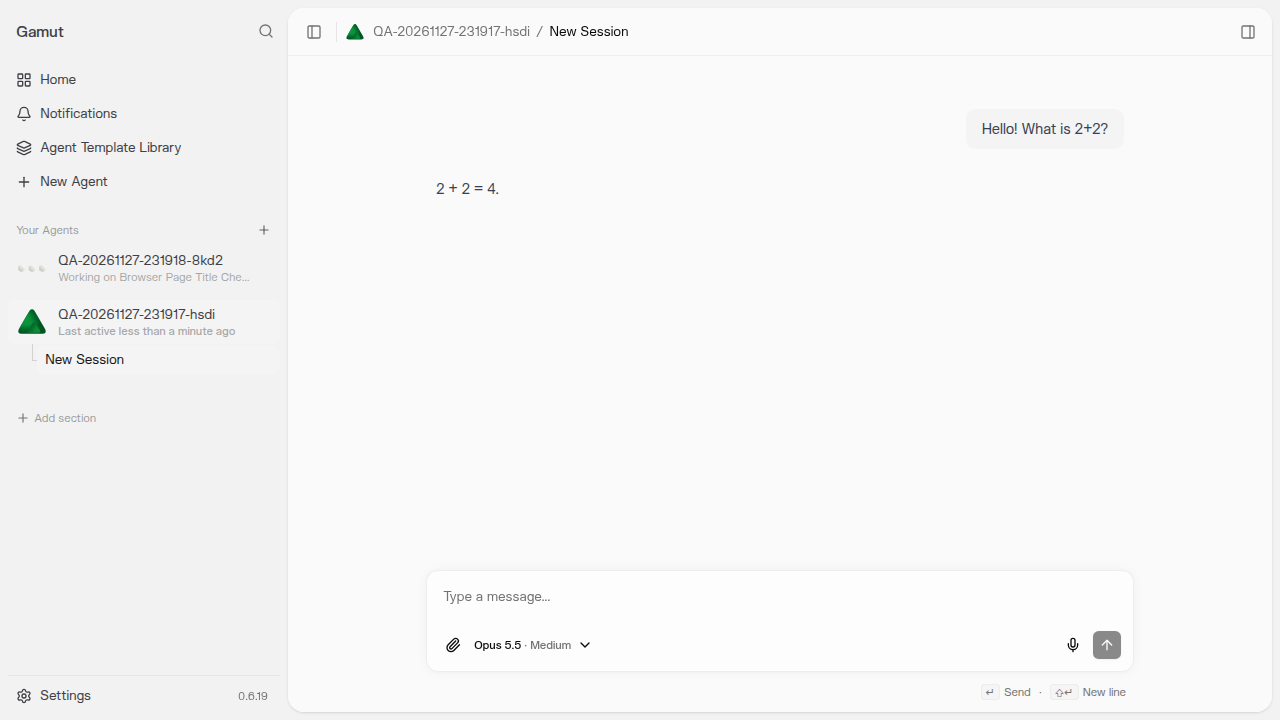 Gamut
Home
Notifications
Agent Template Library
New Agent
Your Agents
QA-20261127-231918-8kd2
Working on Browser Page Title Che...
QA-20261127-231917-hsdi
Last active less than a minute ago
New Session
Add section
Settings
0.6.19
QA-20261127-231917-hsdi / New Session
Hello! What is 2+2?
2 + 2 = 4.
Type a message...
Opus 5.5 · Medium
Send · New line